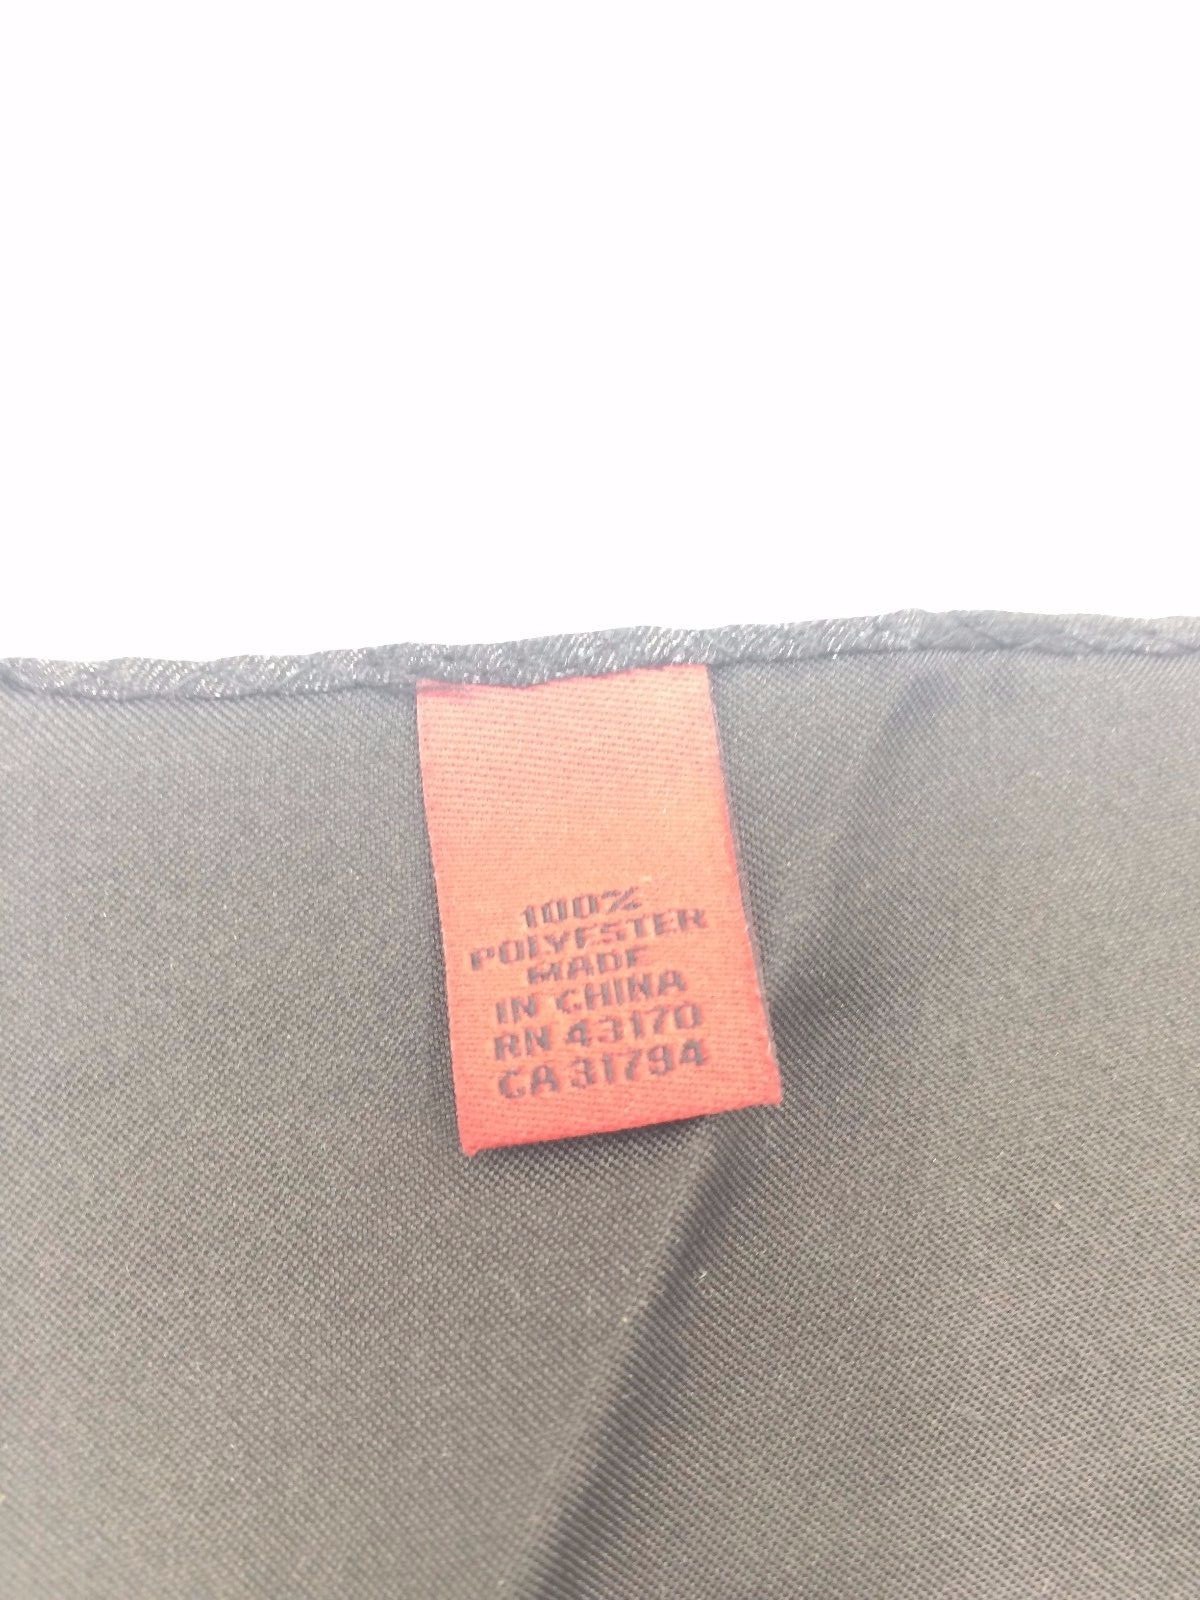 100%
POLYESTER
MADE
IN CHINA
RN 43170
CA 31794